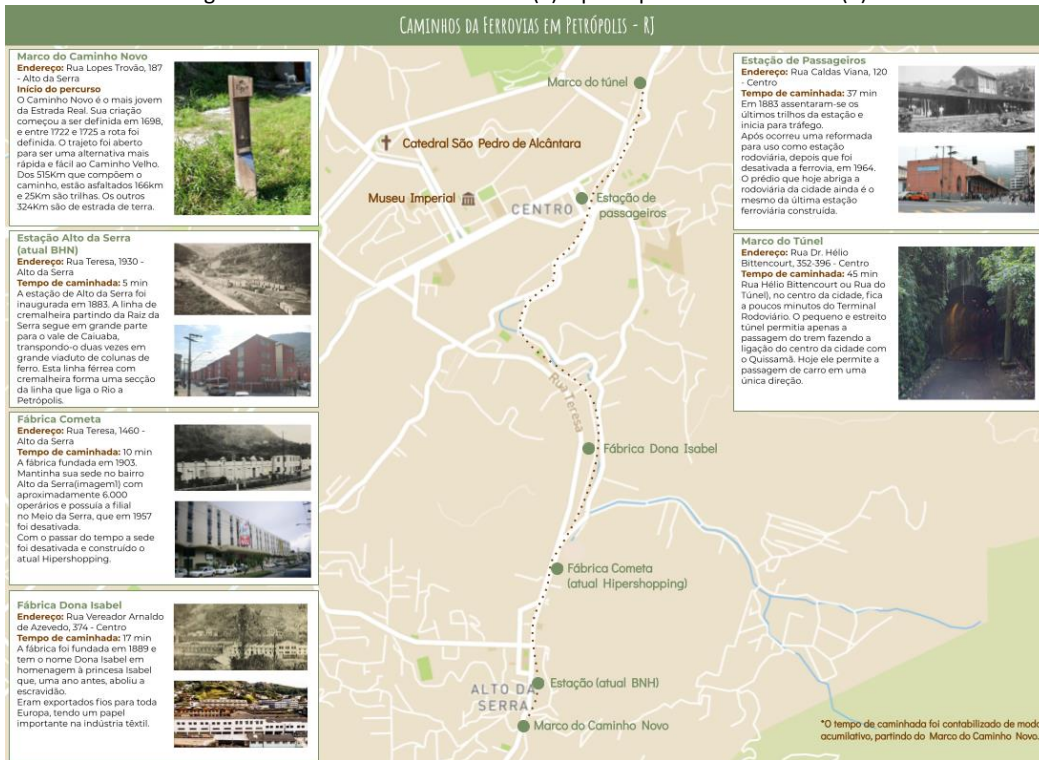 CAMINHOS DA FERROVIAS EM PETRÓPOLIS - RJ
Marco do Caminho Novo
Endereço: Rua Lopes Trovão, 187
- Alto da Serra
Início do percurso
O Caminho Novo é o mais jovem
da Estrada Real. Sua criação
começou a ser definida em 1698,
e entre 1722 e 1725 a rota foi
definida. O trajeto foi aberto
para ser uma alternativa mais
rápida e fácil ao Caminho Velho.
Dos 515Km que compõem o
caminho, estão asfaltados 166km
e 25Km são trilhas. Os outros
324Km são de estrada de terra.
Estação Alto da Serra
(atual BHN)
Endereço: Rua Teresa, 1930 -
Alto da Serra
Tempo de caminhada: 5 min
A estação de Alto da Serra foi
inaugurada em 1883. A linha de
cremalheira partindo da Raiz da
Serra segue em grande parte
para o vale de Caiuaba,
transpondo-o duas vezes em
grande viaduto de colunas de
ferro. Esta linha férrea com
cremalheira forma uma secção
da linha que liga o Rio a
Petrópolis.
Fábrica Cometa
Endereço: Rua Teresa, 1460 -
Alto da Serra
Tempo de caminhada: 10 min
A fábrica fundada em 1903.
Mantinha sua sede no bairro
Alto da Serra(imagem1) com
aproximadamente 6.000
operários e possuía a filial
no Meio da Serra, que em 1957
foi desativada.
Com o passar do tempo a sede
foi desativada e construído o
atual Hipershopping.
Fábrica Dona Isabel
Endereço: Rua Vereador Arnaldo
de Azevedo, 374 - Centro
Tempo de caminhada: 17 min
A fábrica foi fundada em 1889 e
tem o nome Dona Isabel em
homenagem à princesa Isabel
que, uma ano antes, aboliu a
escravidão.
Eram exportados fios para toda
Europa, tendo um papel
importante na indústria têxtil.
Marco do túnel
Catedral São Pedro de Alcântara
Museu Imperial
CENTRO
Estação de
passageiros
Rua Teresa
Fábrica Dona Isabel
Fábrica Cometa
(atual Hipershopping)
Estação (atual BNH)
ALTO DA
SERRA
Marco do Caminho Novo
Estação de Passageiros
Endereço: Rua Caldas Viana, 120
- Centro
Tempo de caminhada: 37 min
Em 1883 assentaram-se os
últimos trilhos da estação e
inicia para tráfego.
Após ocorreu uma reformada
para uso como estação
rodoviária, depois que foi
desativada a ferrovia, em 1964.
O prédio que hoje abriga a
rodoviária da cidade ainda é o
mesmo da última estação
ferroviária construída.
Marco do Túnel
Endereço: Rua Dr. Hélio
Bittencourt, 352-396 - Centro
Tempo de caminhada: 45 min
Rua Hélio Bittencourt ou Rua do
Túnel), no centro da cidade, fica
a poucos minutos do Terminal
Rodoviário. O pequeno e estreito
túnel permitia apenas a
passagem do trem fazendo a
ligação do centro da cidade com
o Quissamã. Hoje ele permite a
passagem de carro em uma
única direção.
*O tempo de caminhada foi contabilizado de modo
acumilativo, partindo do Marco do Caminho Novo.